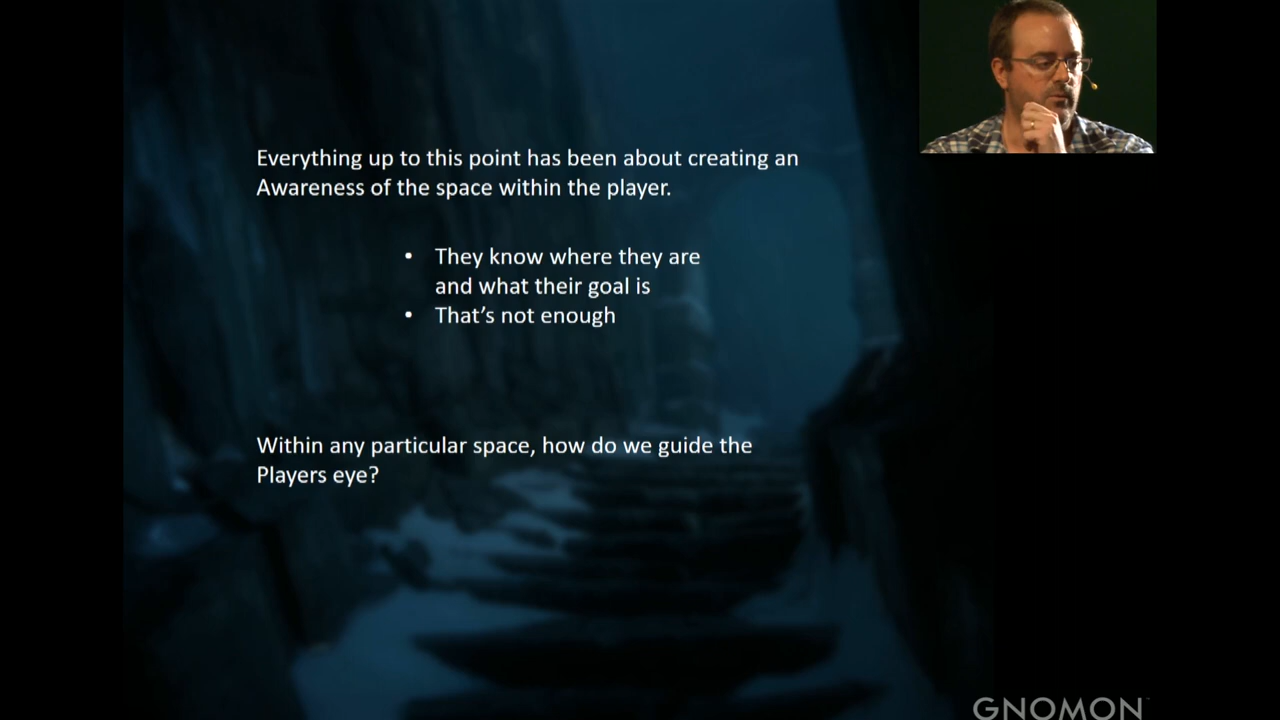 Everything up to this point has been about creating an
Awareness of the space within the player.
• They know where they are
and what their goal is
• That's not enough
Within any particular space, how do we guide the
Players eye?
GNOMON